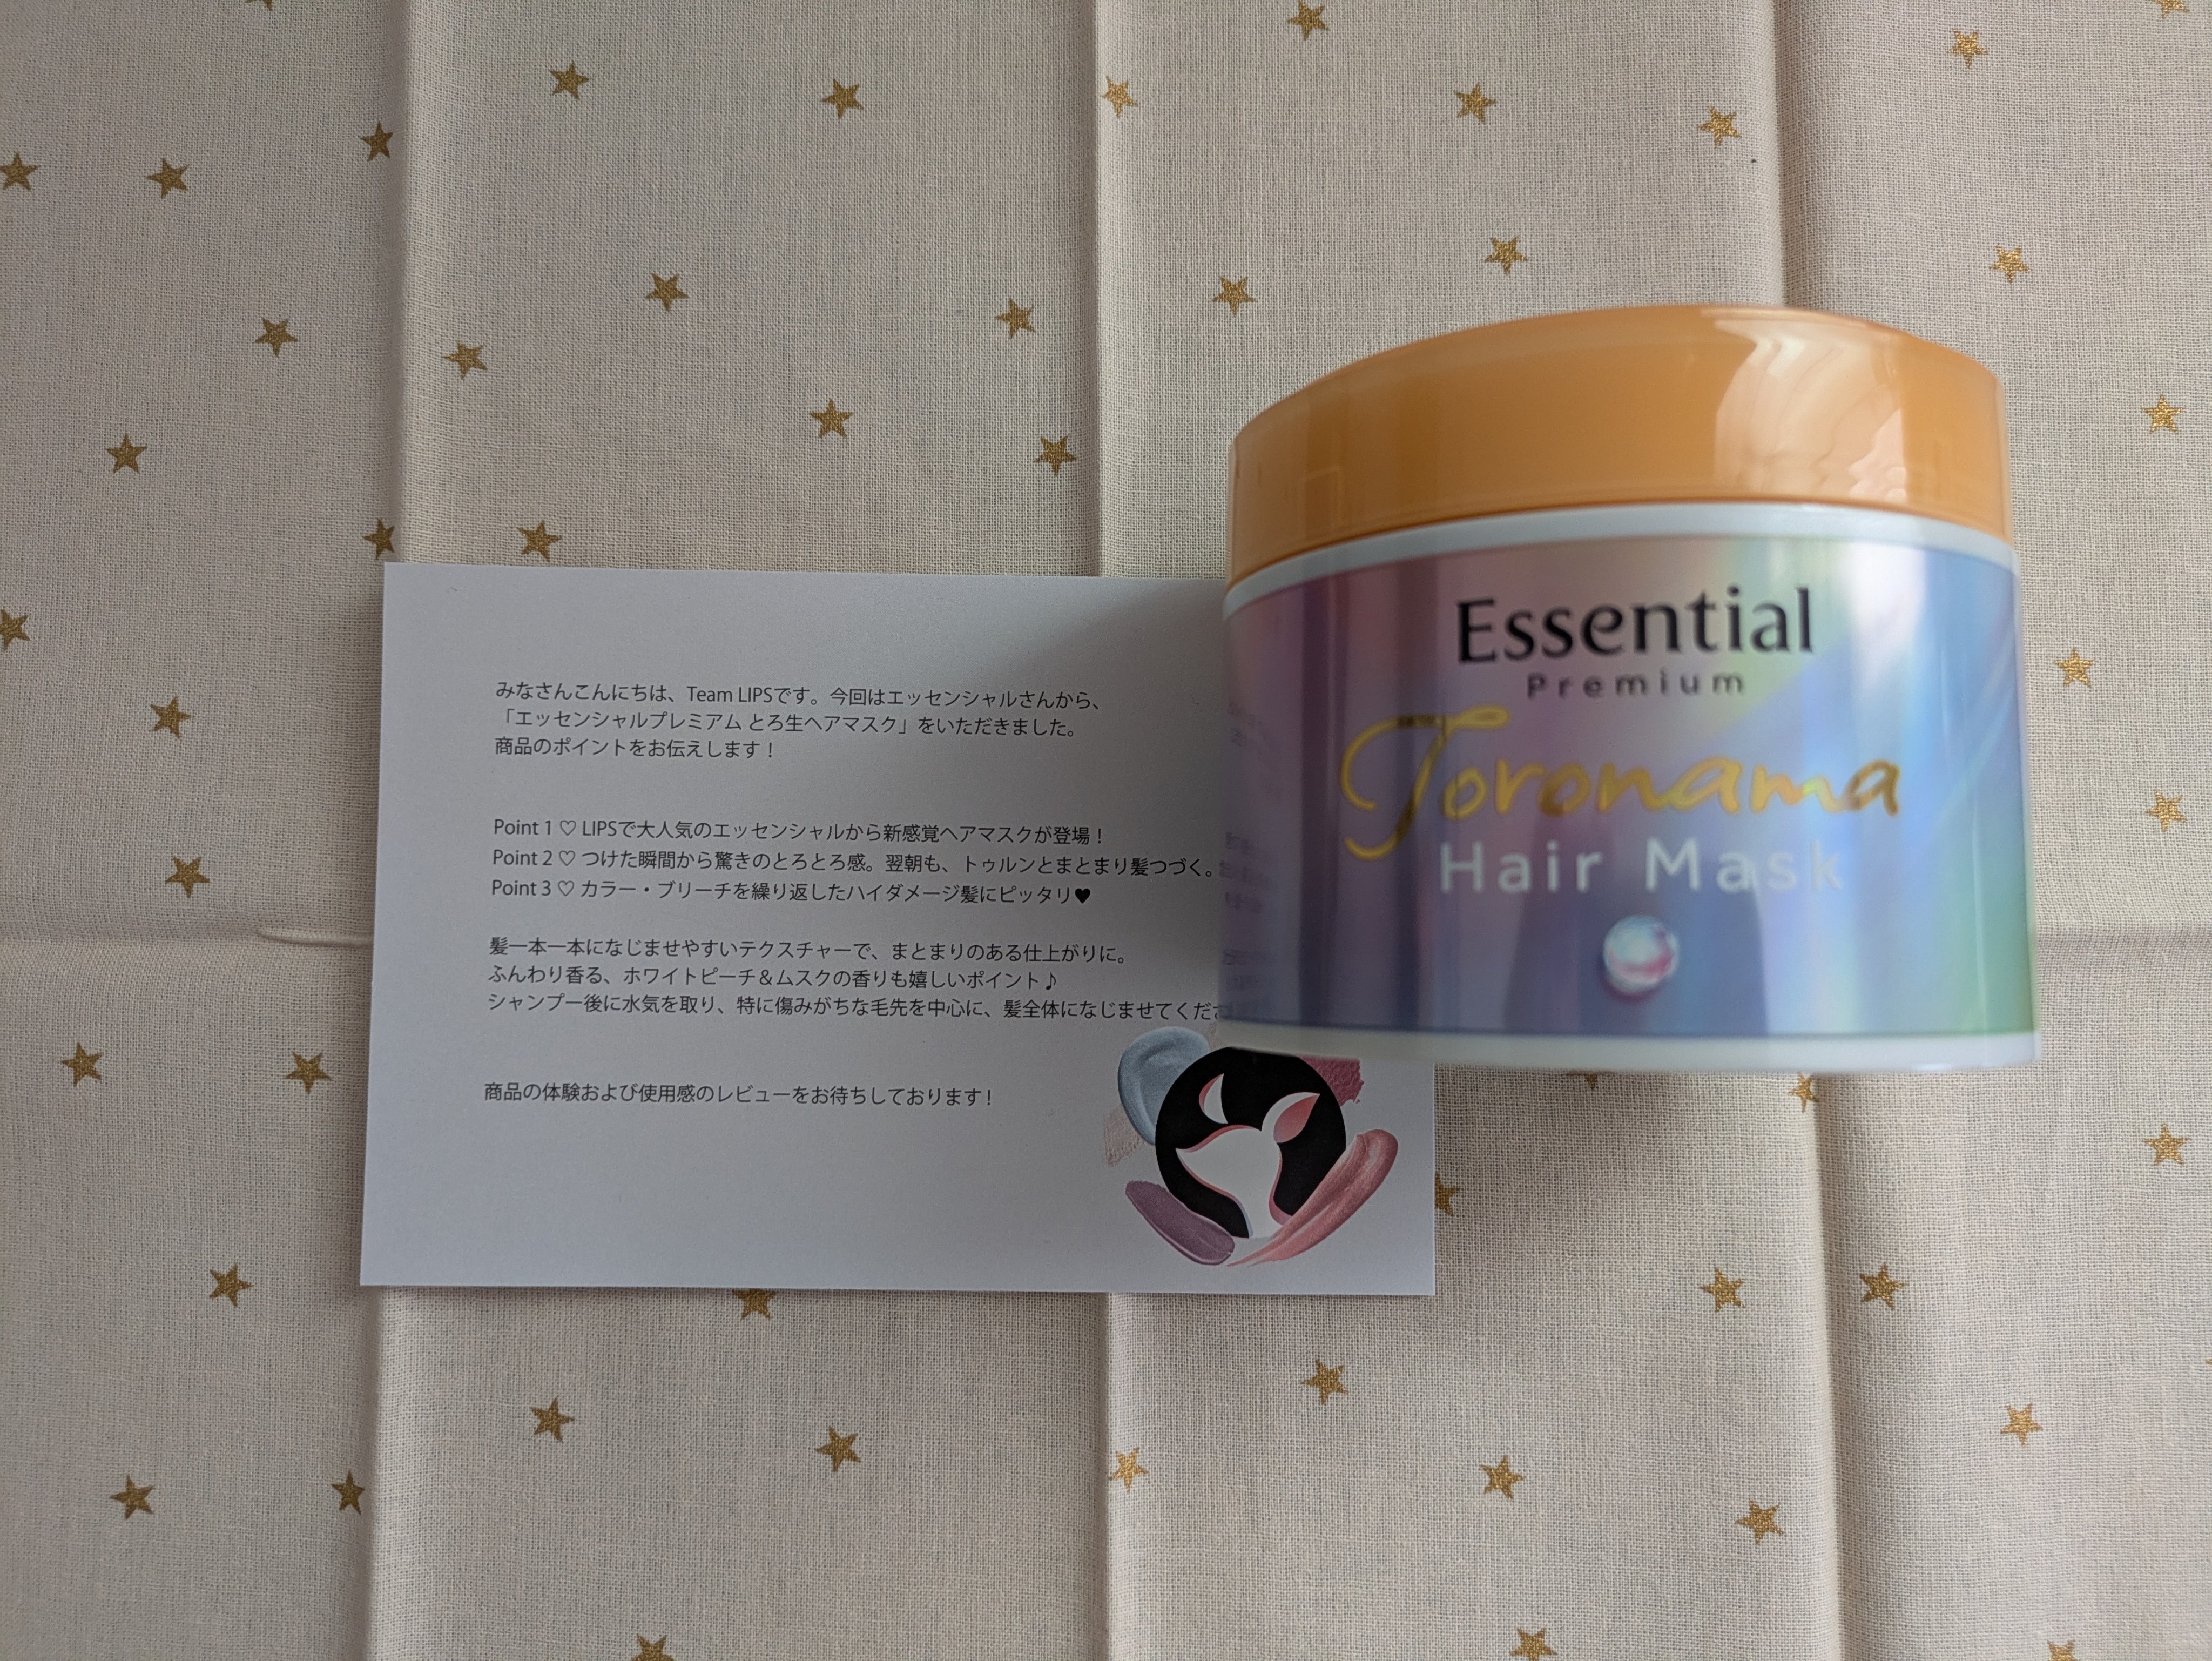 みなさんこんにちは、Team LIPSです。今回はエッセンシャルさんから、
「エッセンシャルプレミアム とろ生ヘアマスク」をいただきました。
商品のポイントをお伝えします！
Point 1 ♡ LIPSで大人気のエッセンシャルから新感覚ヘアマスクが登場！
Point 2 ♡ つけた瞬間から驚きのとろとろ感。翌朝も、トゥルンとまとまり髪つづく。
Point 3 ♡ カラー・ブリーチを繰り返したハイダメージ髪にピッタリ♥
髪一本一本になじませやすいテクスチャーで、まとまりのある仕上がりに。
ふんわり香る、ホワイトピーチ＆ムスクの香りも嬉しいポイント♪
シャンプー後に水気を取り、特に傷みがちな毛先を中心に、髪全体になじませてくださ
商品の体験および使用感のレビューをお待ちしております！
Essential
Premium
Toronama
Hair Mask